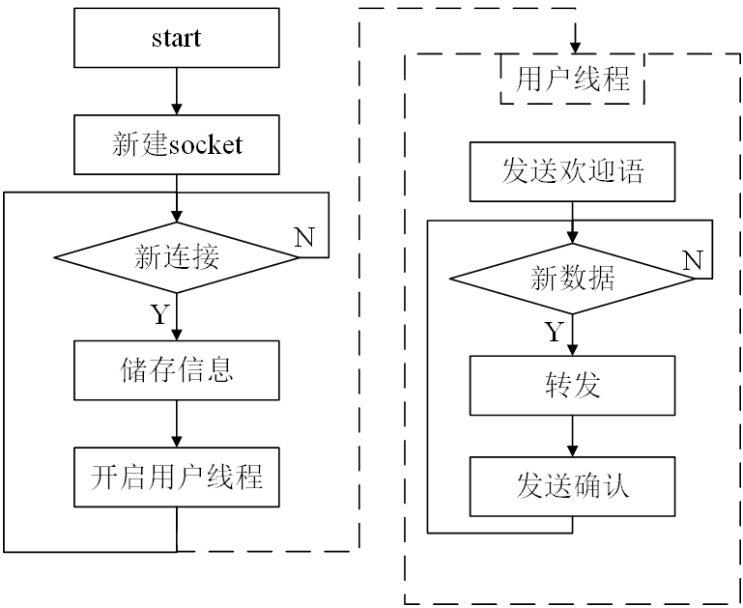 start
新建socket
新连接
N
Y
储存信息
开启用户线程
用户线程
发送欢迎语
新数据
N
Y
转发
发送确认